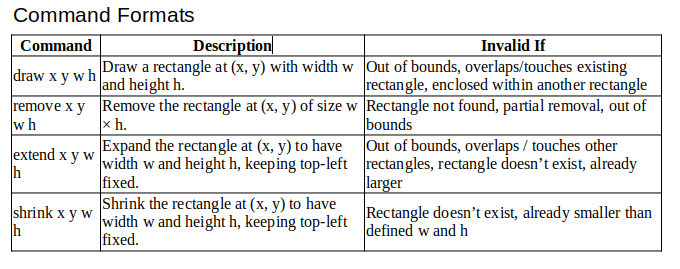 Command Formats
Command Description Invalid If
draw x y w h Draw a rectangle at (x, y) with width w Out of bounds, overlaps/touches existing
and height h. rectangle, enclosed within another rectangle
remove x y Remove the rectangle at (x, y) of size w Rectangle not found, partial removal, out of
w h × h. bounds
extend x y w Expand the rectangle at (x, y) to have Out of bounds, overlaps / touches other
h width w and height h, keeping top-left rectangles, rectangle doesn’t exist, already
fixed. larger
shrink x y w Shrink the rectangle at (x, y) to have Rectangle doesn’t exist, already smaller than
h width w and height h, keeping top-left defined w and h
fixed.